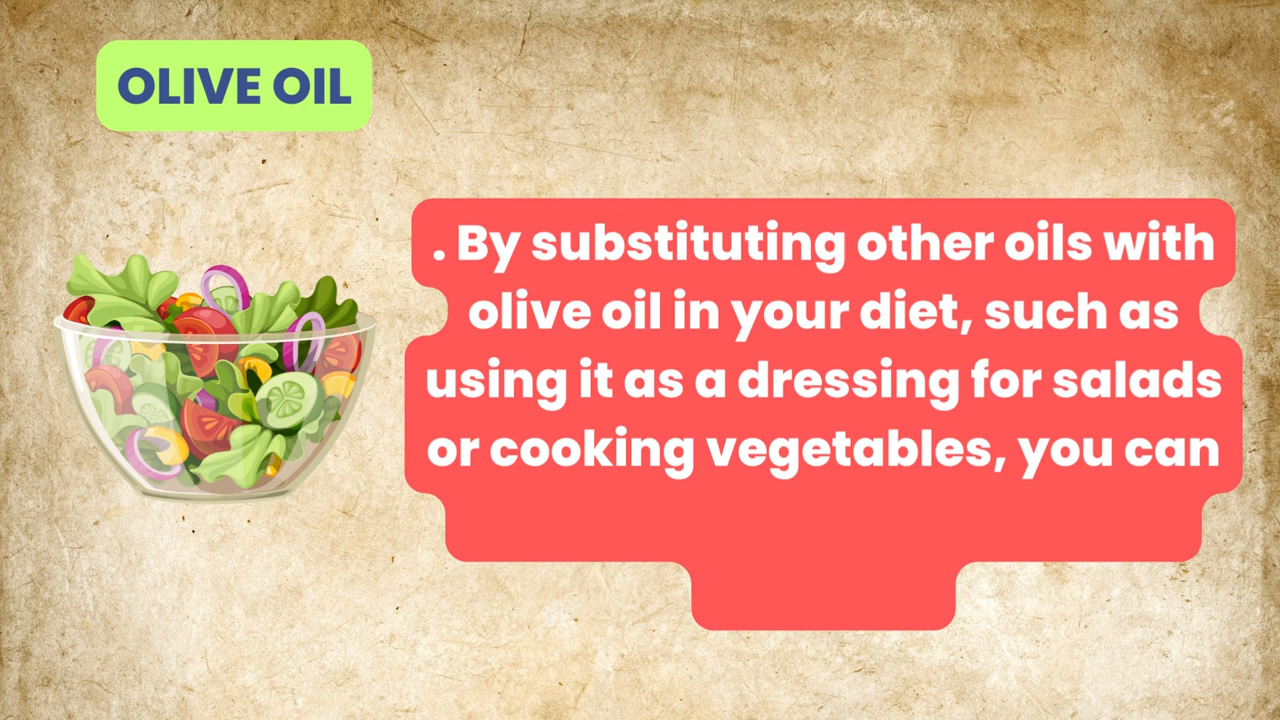 OLIVE OIL
. By substituting other oils with
olive oil in your diet, such as
using it as a dressing for salads
or cooking vegetables, you can